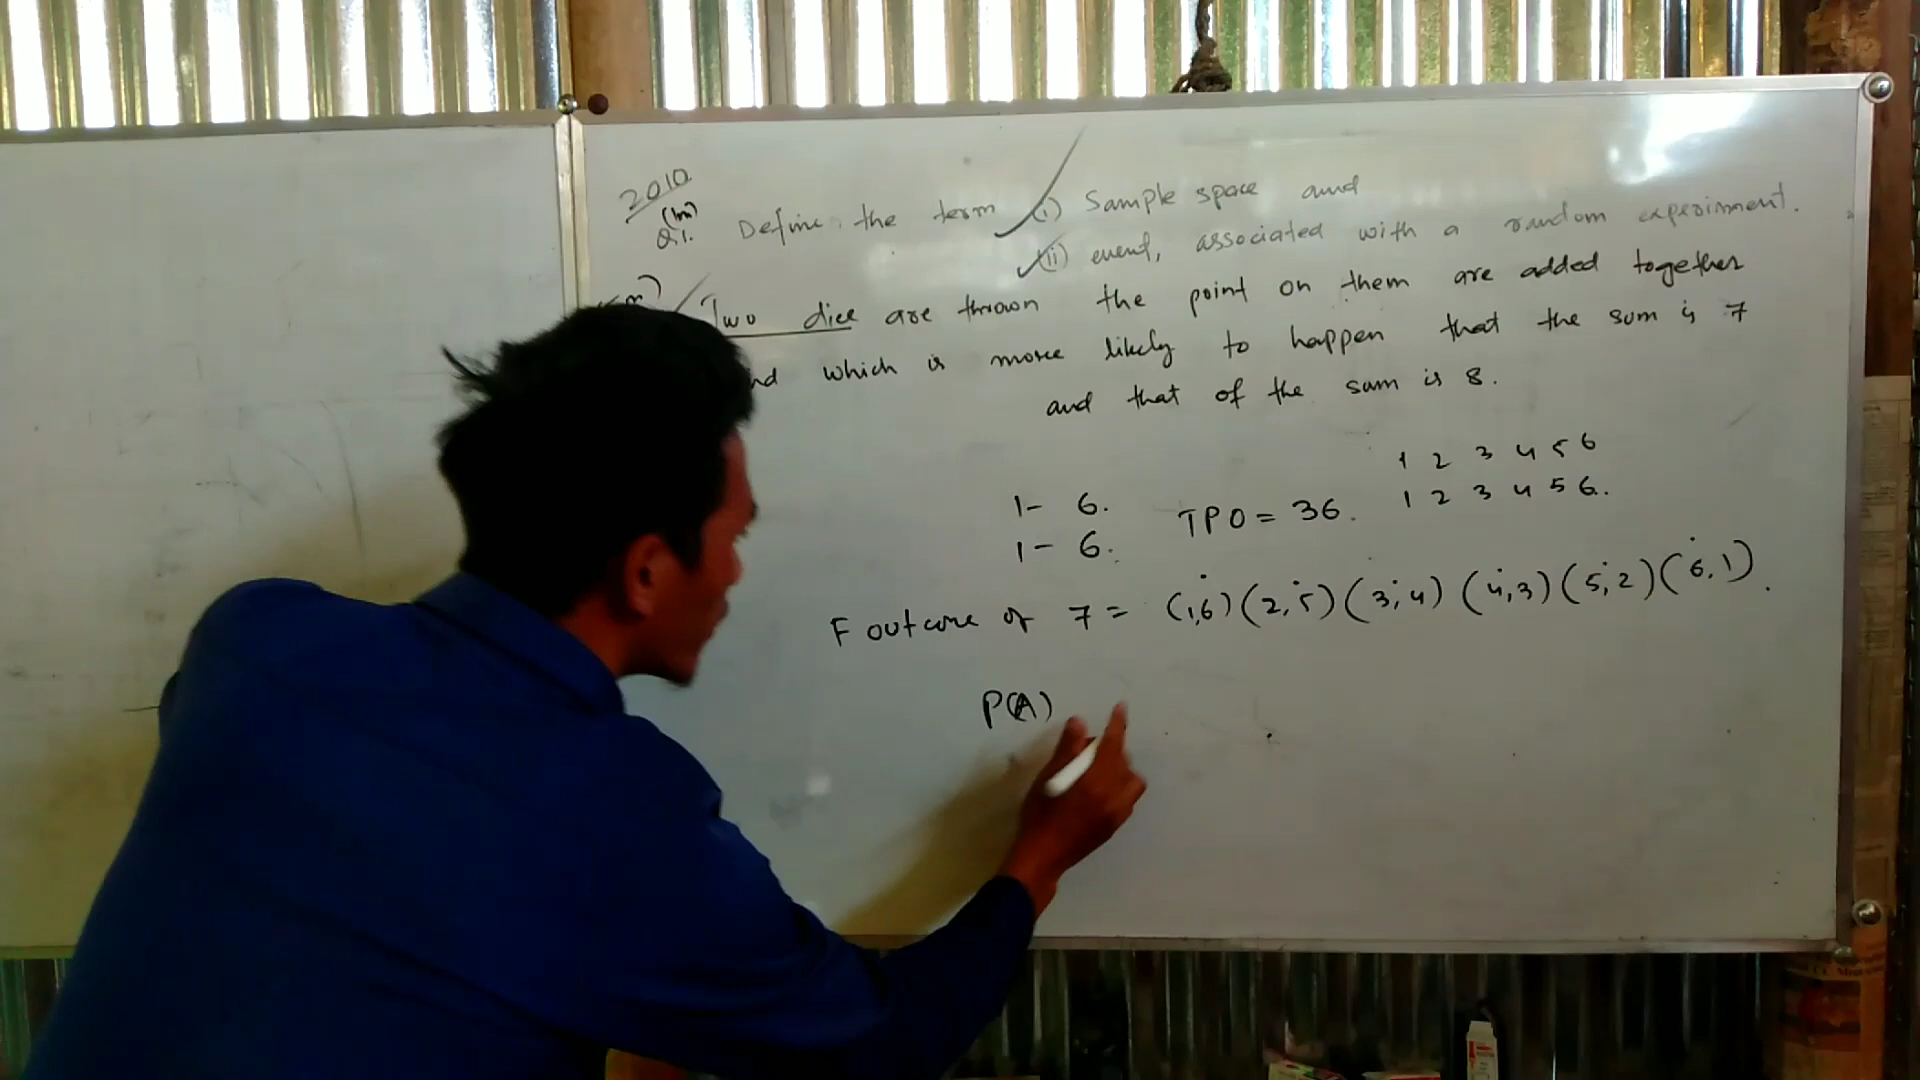 2010
(1m)
Q1. Define the term (i) Sample space and
(ii) event, associated with a random experiment.
Two dice are thrown the point on them are added together
which is more likely to happen that the sum is 7
and that of the sum is 8.
1 2 3 4 5 6
1 - 6. TPO = 36. 1 2 3 4 5 6.
1 - 6.
F outcome of 7 = (1,6) (2,5) (3,4) (4,3) (5,2) (6,1).
P(A)